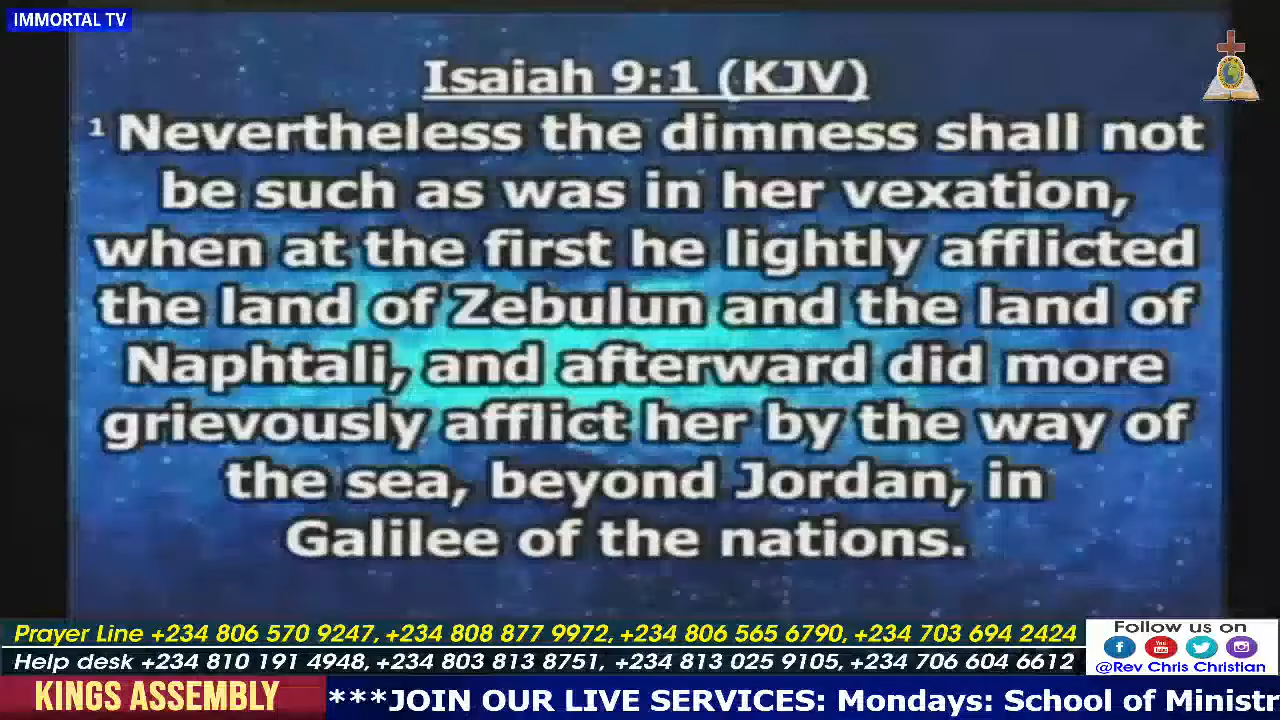 IMMORTAL TV
Isaiah 9:1 (KJV)
1 Nevertheless the dimness shall not
be such as was in her vexation,
when at the first he lightly afflicted
the land of Zebulun and the land of
Naphtali, and afterward did more
grievously afflict her by the way of
the sea, beyond Jordan, in
Galilee of the nations.
Prayer Line +234 806 570 9247, +234 808 877 9972, +234 806 565 6790, +234 703 694 2424
Help desk +234 810 191 4948, +234 803 813 8751, +234 813 025 9105, +234 706 604 6612
Follow us on
@Rev Chris Christian
KINGS ASSEMBLY
***JOIN OUR LIVE SERVICES: Mondays: School of Ministr